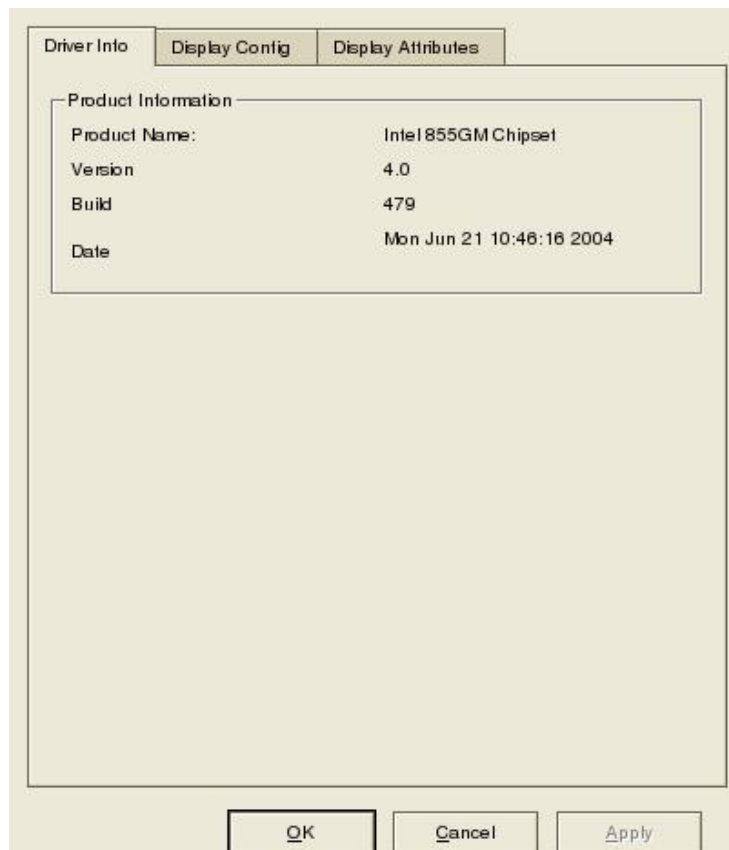 Driver Info Display Config Display Attributes
Product Information
Product Name: Intel 855GM Chipset
Version 4.0
Build 479
Date Mon Jun 21 10:46:16 2004
OK Cancel Apply